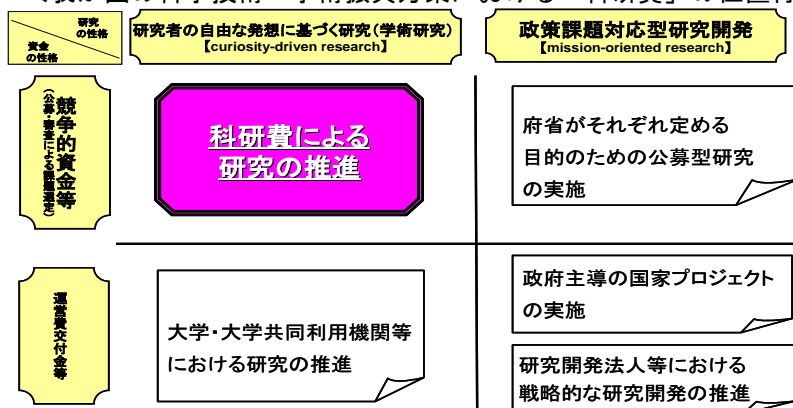 研究
の性格
資金
の性格
研究者の自由な発想に基づく研究(学術研究)
【curiosity-driven research】
政策課題対応型研究開発
【mission-oriented research】
競争的資金等
(公募・審査による課題選定)
科研費による
研究の推進
府省がそれぞれ定める
目的のための公募型研究
の実施
運営費交付金等
大学・大学共同利用機関等
における研究の推進
政府主導の国家プロジェクト
の実施
研究開発法人等における
戦略的な研究開発の推進